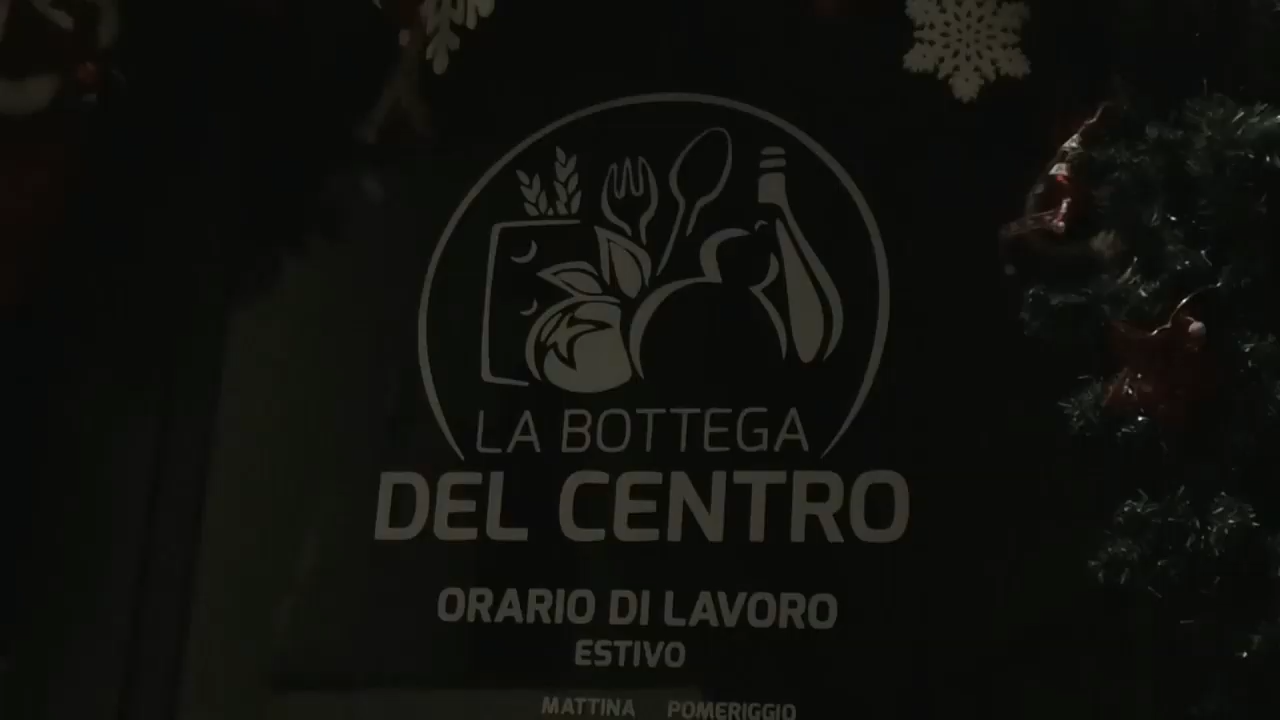 LA BOTTEGA
DEL CENTRO
ORARIO DI LAVORO
ESTIVO
MATTINA POMERIGGIO